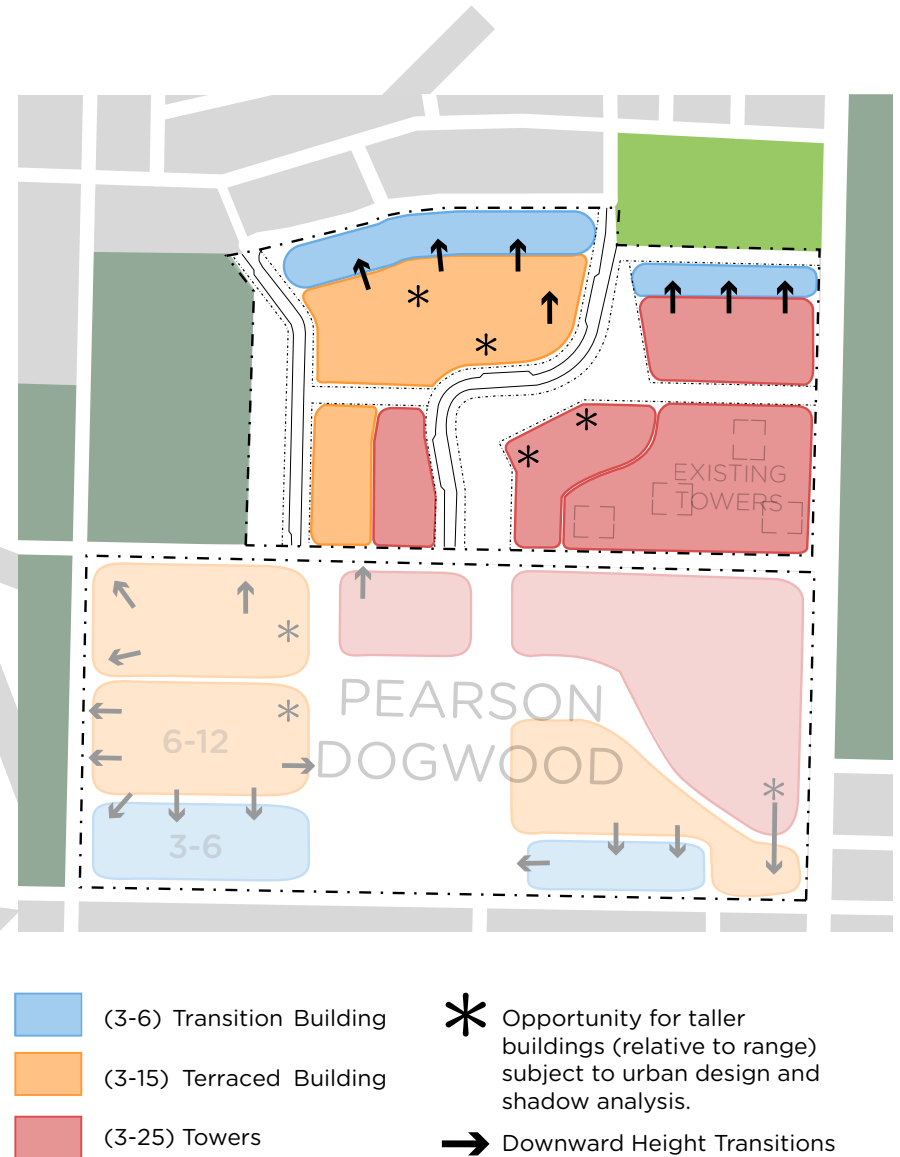 EXISTING
TOWERS
PEARSON
DOGWOOD
6-12
3-6
(3-6) Transition Building
(3-15) Terraced Building
(3-25) Towers
Opportunity for taller
buildings (relative to range)
subject to urban design and
shadow analysis.
Downward Height Transitions